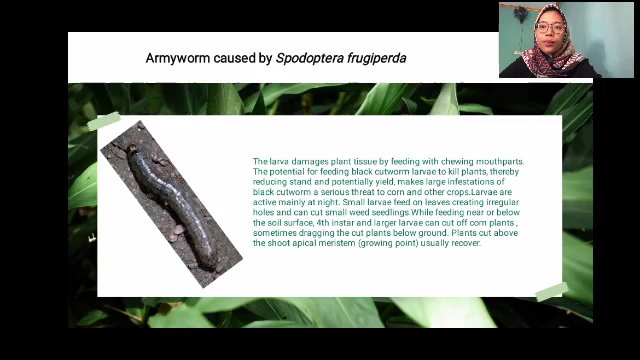 Armyworm caused by Spodoptera frugiperda
The larva damages plant tissue by feeding with chewing mouthparts.
The potential for feeding black cutworm larvae to kill plants, thereby
reducing stand and potentially yield, makes large infestations of
black cutworm a serious threat to corn and other crops.Larvae are
active mainly at night. Small larvae feed on leaves creating irregular
holes and can cut small weed seedlings.While feeding near or below
the soil surface, 4th instar and larger larvae can cut off corn plants ,
sometimes dragging the cut plants below ground. Plants cut above
the shoot apical meristem (growing point) usually recover.